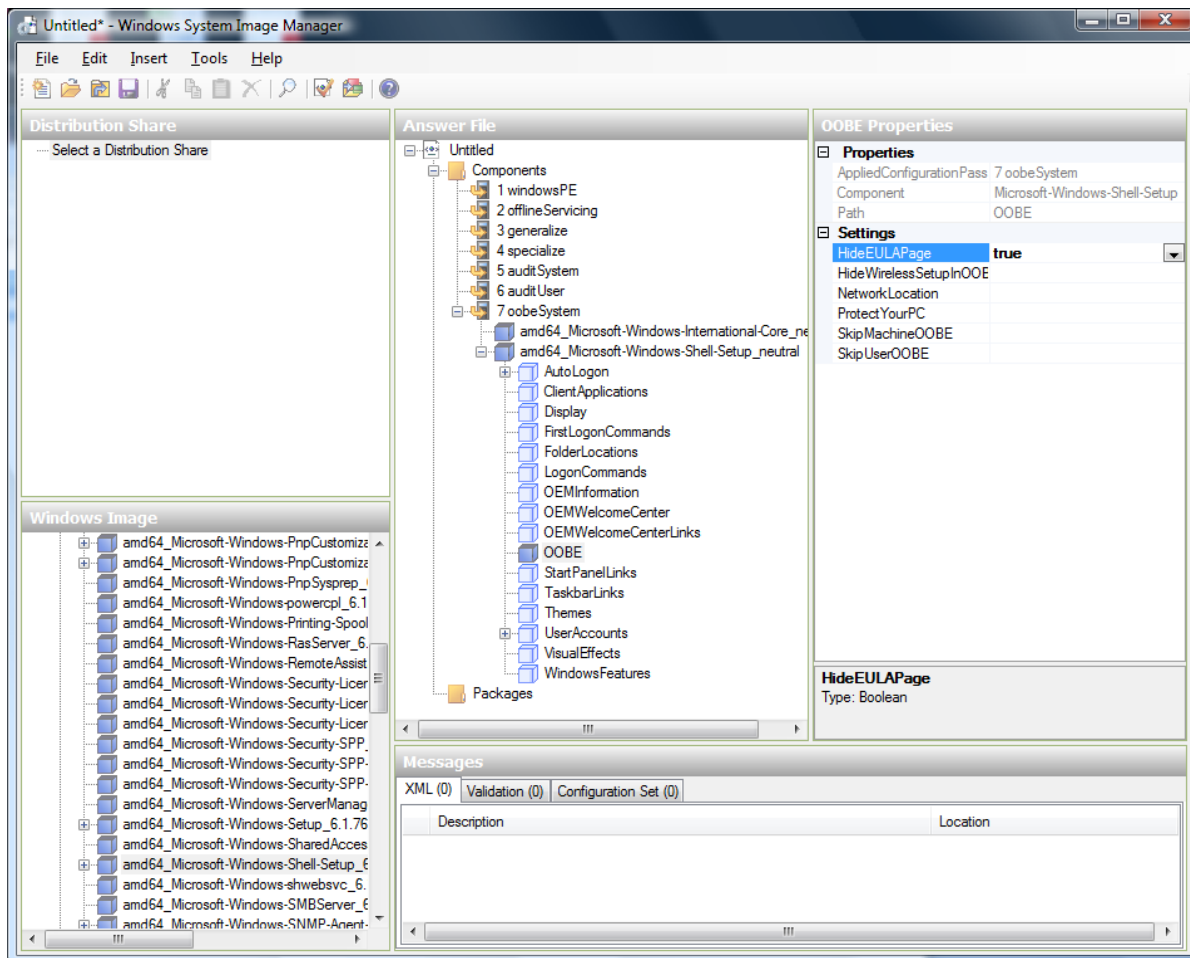 Untitled* - Windows System Image Manager
File Edit Insert Tools Help
Distribution Share
Select a Distribution Share
Windows Image
amd64_Microsoft-Windows-PnpCustomiza
amd64_Microsoft-Windows-PnpCustomiza
amd64_Microsoft-Windows-PnpSysprep_
amd64_Microsoft-Windows-powercpl_6.1
amd64_Microsoft-Windows-Printing-Spool
amd64_Microsoft-Windows-RasServer_6.
amd64_Microsoft-Windows-RemoteAssist
amd64_Microsoft-Windows-Security-Licer
amd64_Microsoft-Windows-Security-Licer
amd64_Microsoft-Windows-Security-Licer
amd64_Microsoft-Windows-Security-SPP_
amd64_Microsoft-Windows-Security-SPP-
amd64_Microsoft-Windows-Security-SPP-
amd64_Microsoft-Windows-ServerManag
amd64_Microsoft-Windows-Setup_6.1.76
amd64_Microsoft-Windows-SharedAcces
amd64_Microsoft-Windows-Shell-Setup_6
amd64_Microsoft-Windows-shwebsvc_6.
amd64_Microsoft-Windows-SMBServer_6
amd64_Microsoft-Windows-SNMP-Agent-
Answer File
Untitled
Components
1 windowsPE
2 offlineServicing
3 generalize
4 specialize
5 auditSystem
6 auditUser
7 oobeSystem
amd64_Microsoft-Windows-International-Core_ne
amd64_Microsoft-Windows-Shell-Setup_neutral
AutoLogon
ClientApplications
Display
FirstLogonCommands
FolderLocations
LogonCommands
OEMInformation
OEMWelcomeCenter
OEMWelcomeCenterLinks
OOBE
StartPanelLinks
TaskbarLinks
Themes
UserAccounts
VisualEffects
WindowsFeatures
Packages
OOBE Properties
Properties
AppliedConfigurationPass 7 oobeSystem
Component Microsoft-Windows-Shell-Setup
Path OOBE
Settings
HideEULAPage true
HideWirelessSetupInOOBE
NetworkLocation
ProtectYourPC
SkipMachineOOBE
SkipUserOOBE
HideEULAPage
Type: Boolean
Messages
XML (0) Validation (0) Configuration Set (0)
Description Location